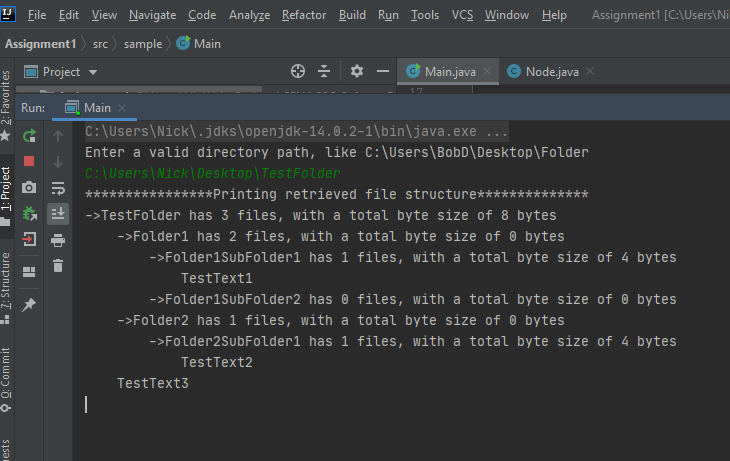 IJ File Edit View Navigate Code Analyze Refactor Build Run Tools VCS Window Help Assignment1 [C:\Users\Nic
Assignment1 > src > sample > Main
Project Main.java Node.java
17
Run: Main
C:\Users\Nick\.jdks\openjdk-14.0.2-1\bin\java.exe ...
Enter a valid directory path, like C:\Users\BobD\Desktop\Folder
C:\Users\Nick\Desktop\TestFolder
****************Printing retrieved file structure**************
->TestFolder has 3 files, with a total byte size of 8 bytes
->Folder1 has 2 files, with a total byte size of 0 bytes
->Folder1SubFolder1 has 1 files, with a total byte size of 4 bytes
TestText1
->Folder1SubFolder2 has 0 files, with a total byte size of 0 bytes
->Folder2 has 1 files, with a total byte size of 0 bytes
->Folder2SubFolder1 has 1 files, with a total byte size of 4 bytes
TestText2
TestText3
2: Favorites
1: Project
7: Structure
0: Commit